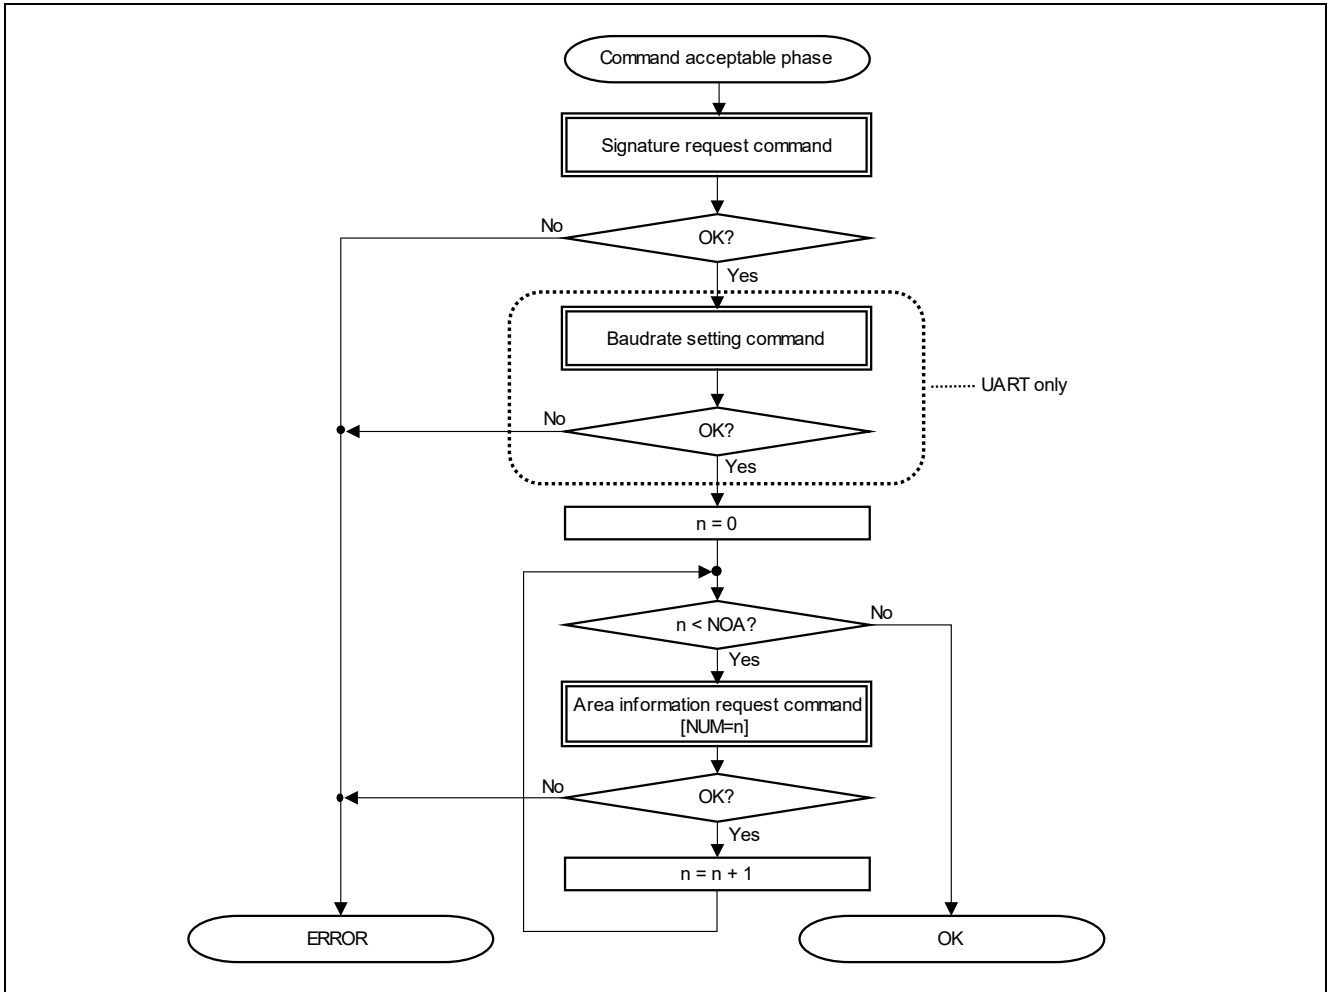 Command acceptable phase
Signature request command
No
OK?
Yes
Baudrate setting command
UART only
No
OK?
Yes
n = 0
n < NOA?
No
Yes
Area information request command
[NUM=n]
No
OK?
Yes
n = n + 1
ERROR
OK